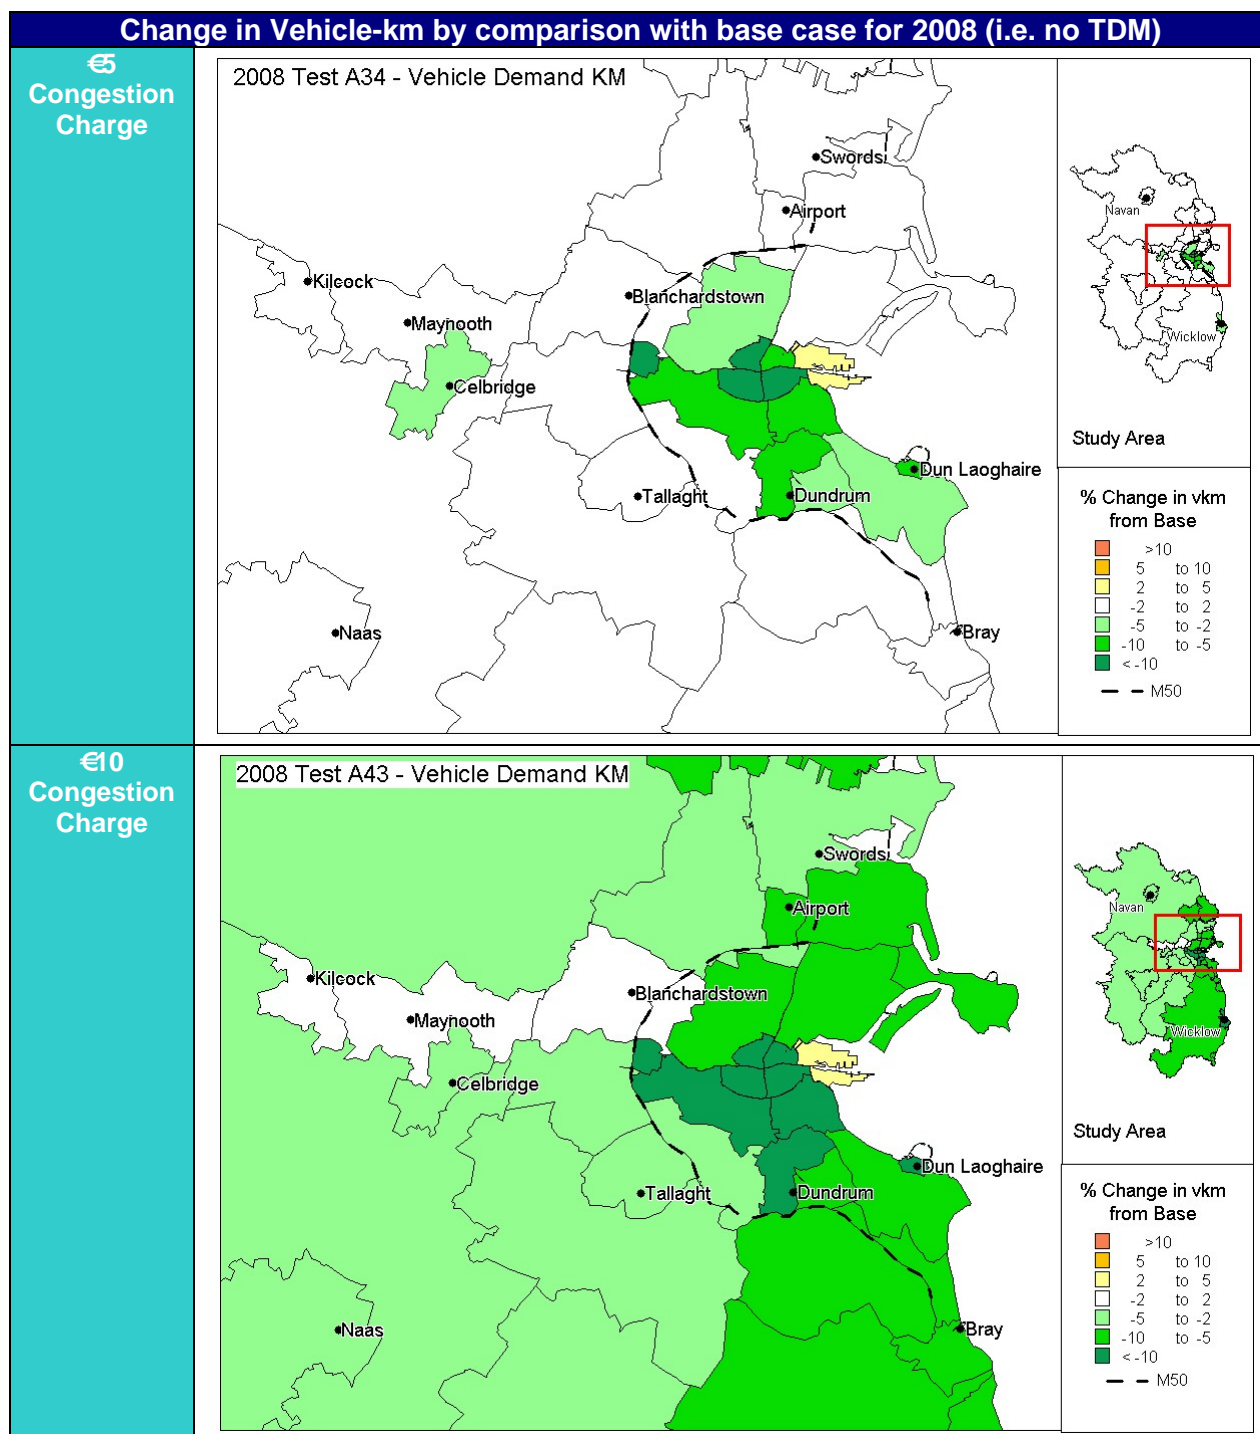 Change in Vehicle-km by comparison with base case for 2008 (i.e. no TDM)
€5
Congestion
Charge
2008 Test A34 - Vehicle Demand KM
Swords
Airport
Kilcock
Blanchardstown
Maynooth
Celbridge
Dun Laoghaire
Tallaght
Dundrum
Naas
Bray
Navan
Wicklow
Study Area
% Change in vkm
from Base
>10
5 to 10
2 to 5
-2 to 2
-5 to -2
-10 to -5
< -10
M50
€10
Congestion
Charge
2008 Test A43 - Vehicle Demand KM
Swords
Airport
Kilcock
Blanchardstown
Maynooth
Celbridge
Dun Laoghaire
Tallaght
Dundrum
Naas
Bray
Navan
Wicklow
Study Area
% Change in vkm
from Base
>10
5 to 10
2 to 5
-2 to 2
-5 to -2
-10 to -5
< -10
M50